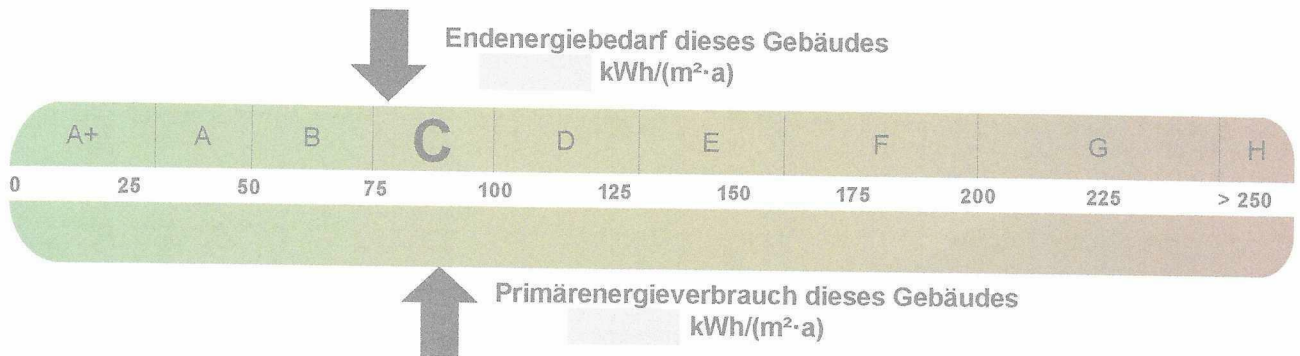 Endenergiebedarf dieses Gebäudes
kWh/(m²·a)
A+ A B C D E F G H
0 25 50 75 100 125 150 175 200 225 > 250
Primärenergieverbrauch dieses Gebäudes
kWh/(m²·a)